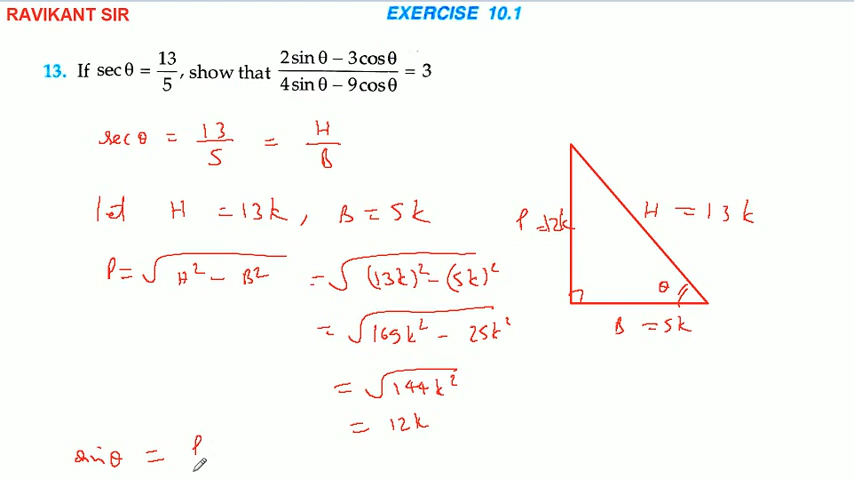 RAVIKANT SIR
EXERCISE 10.1
13. If secθ = 13/5, show that (2sinθ − 3cosθ)/(4sinθ − 9cosθ) = 3
secθ = 13/5 = H/B
let H = 13k, B = 5k
P = √(H² − B²) = √((13k)² − (5k)²)
= √(169k² − 25k²)
= √(144k²)
= 12k
sinθ = P
P = 12k
H = 13k
θ
B = 5k